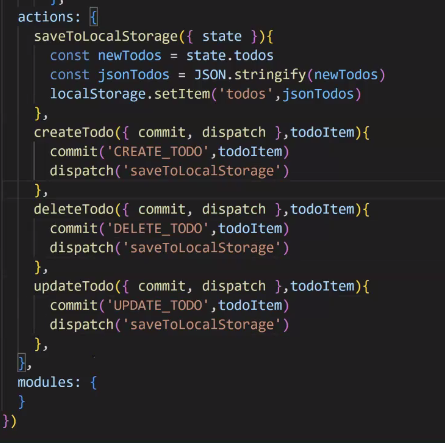 },
actions: {
saveToLocalStorage({ state }){
const newTodos = state.todos
const jsonTodos = JSON.stringify(newTodos)
localStorage.setItem('todos',jsonTodos)
},
createTodo({ commit, dispatch },todoItem){
commit('CREATE_TODO',todoItem)
dispatch('saveToLocalStorage')
},
deleteTodo({ commit, dispatch },todoItem){
commit('DELETE_TODO',todoItem)
dispatch('saveToLocalStorage')
},
updateTodo({ commit, dispatch },todoItem){
commit('UPDATE_TODO',todoItem)
dispatch('saveToLocalStorage')
},
},
modules: {
}
})